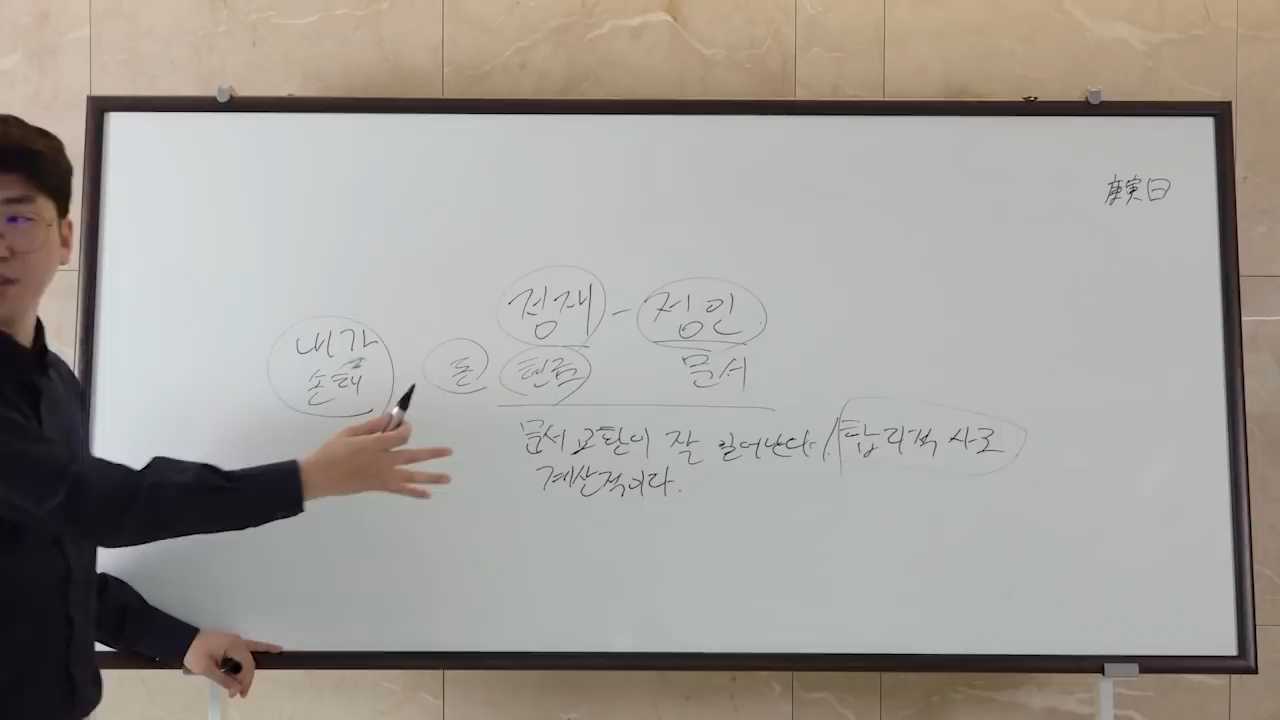 庚寅日
정재 - 정인
내가
손해
돈
현금
문서
문서 교환이 잘 일어난다 / 합리적 사고
계산적이다.